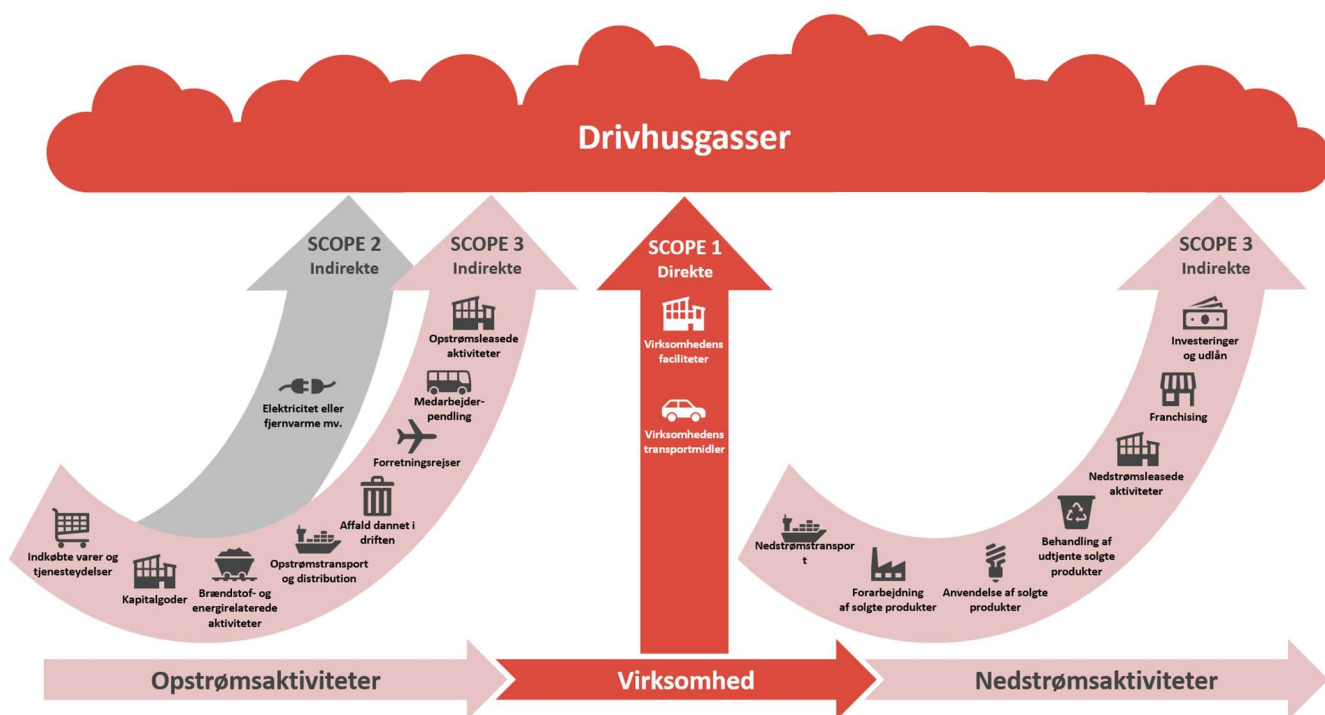 Drivhusgasser
SCOPE 2
Indirekte
Elektricitet eller
fjernvarme mv.
SCOPE 3
Indirekte
Opstrømsleasede
aktiviteter
Medarbejder-
pendling
Forretningsrejser
Affald dannet i
driften
Opstrømstransport
og distribution
Brændstof- og
energirelaterede
aktiviteter
Kapitalgoder
Indkøbte varer og
tjenesteydelser
SCOPE 1
Direkte
Virksomhedens
faciliteter
Virksomhedens
transportmidler
SCOPE 3
Indirekte
Investeringer
og udlån
Franchising
Nedstrømsleasede
aktiviteter
Behandling af
udtjente solgte
produkter
Anvendelse af solgte
produkter
Forarbejdning
af solgte produkter
Nedstrømstranspor
t
Opstrømsaktiviteter
Virksomhed
Nedstrømsaktiviteter